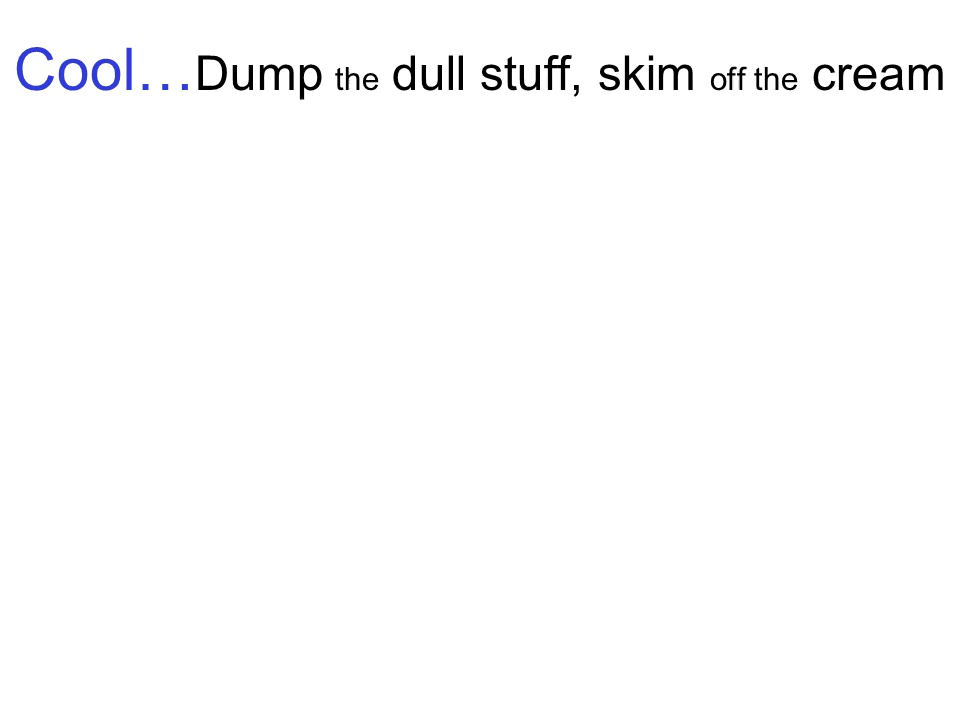 Cool…Dump the dull stuff, skim off the cream